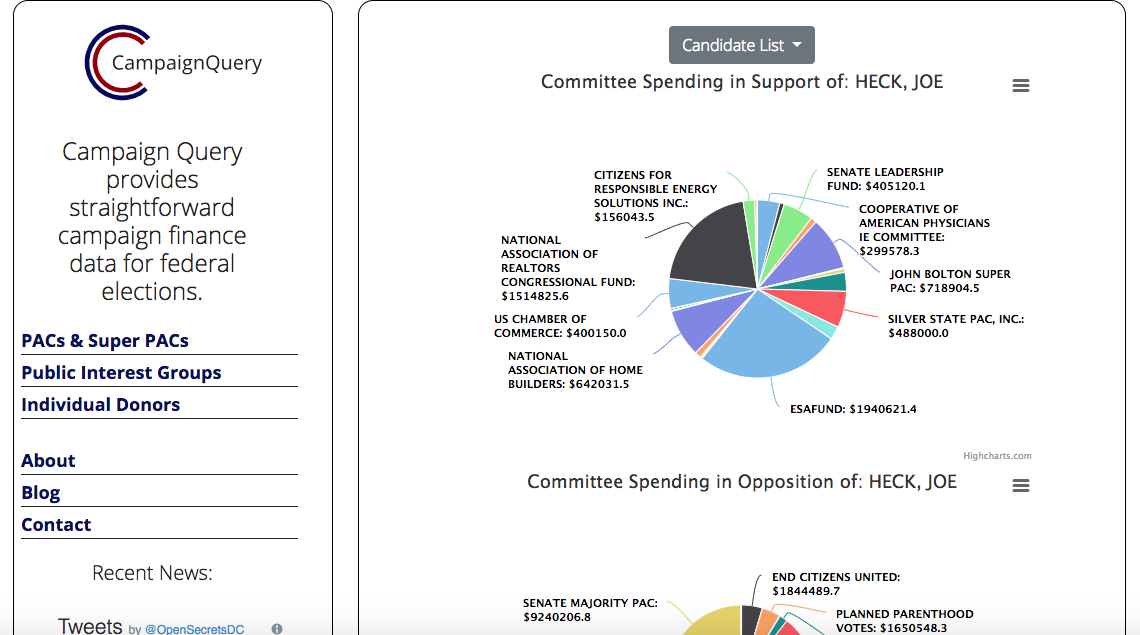 CampaignQuery
Campaign Query
provides
straightforward
campaign finance
data for federal
elections.
PACs & Super PACs
Public Interest Groups
Individual Donors
About
Blog
Contact
Recent News:
Tweets by @OpenSecretsDC
Candidate List
Committee Spending in Support of: HECK, JOE
CITIZENS FOR
RESPONSIBLE ENERGY
SOLUTIONS INC.:
$156043.5
SENATE LEADERSHIP
FUND: $405120.1
COOPERATIVE OF
AMERICAN PHYSICIANS
IE COMMITTEE:
$299578.3
NATIONAL
ASSOCIATION OF
REALTORS
CONGRESSIONAL FUND:
$1514825.6
JOHN BOLTON SUPER
PAC: $718904.5
US CHAMBER OF
COMMERCE: $400150.0
SILVER STATE PAC, INC.:
$488000.0
NATIONAL
ASSOCIATION OF HOME
BUILDERS: $642031.5
ESAFUND: $1940621.4
Highcharts.com
Committee Spending in Opposition of: HECK, JOE
END CITIZENS UNITED:
$1844489.7
SENATE MAJORITY PAC:
$9240206.8
PLANNED PARENTHOOD
VOTES: $1650548.3